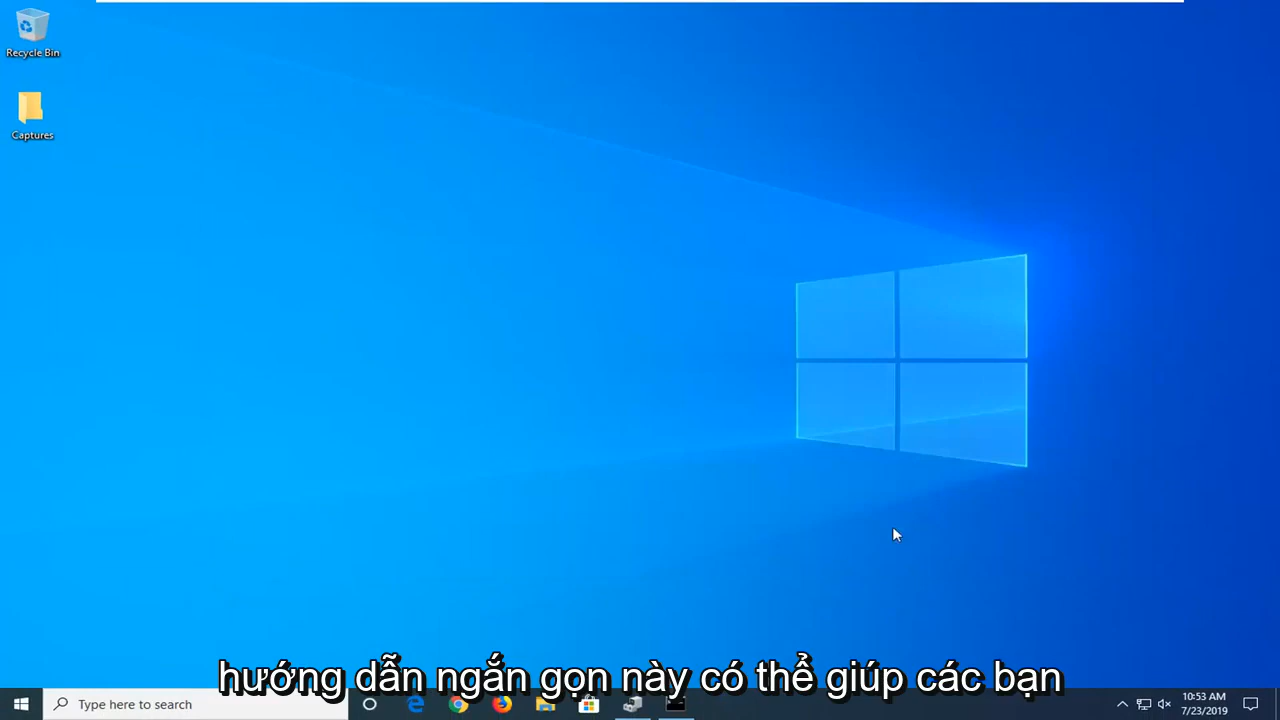 Recycle Bin
Captures
hướng dẫn ngắn gọn này có thể giúp các bạn
Type here to search
10:53 AM
7/23/2019